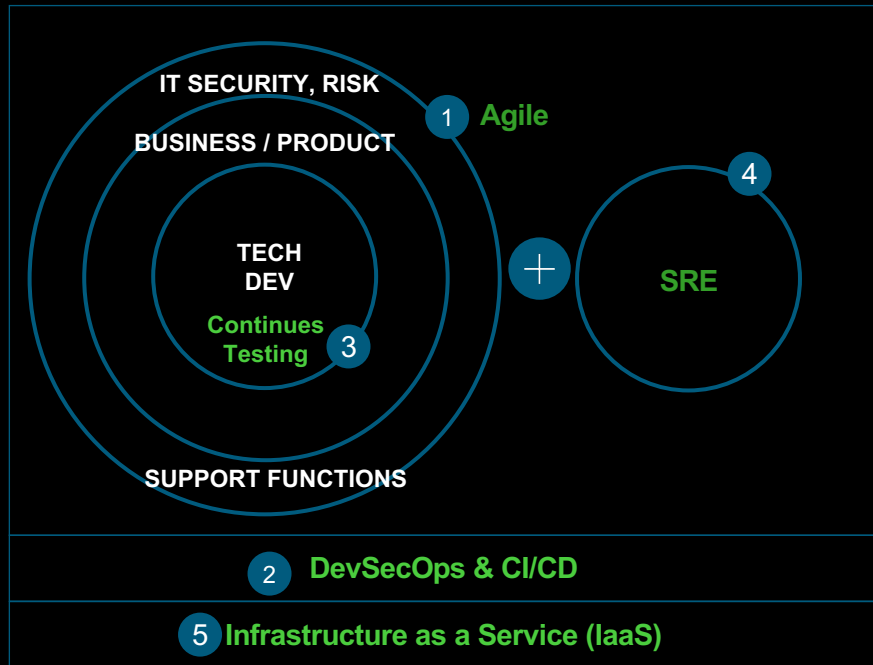 IT SECURITY, RISK
1 Agile
BUSINESS / PRODUCT
4
TECH
DEV
SRE
Continues
Testing
3
SUPPORT FUNCTIONS
2 DevSecOps & CI/CD
5 Infrastructure as a Service (IaaS)